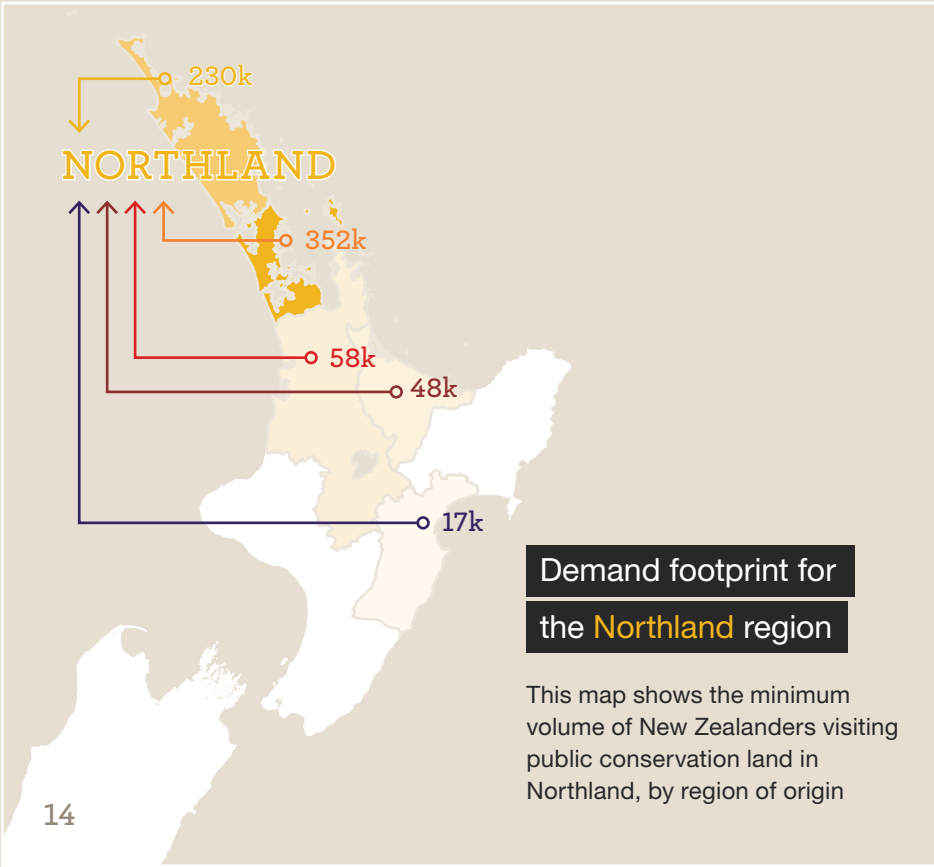 230k
NORTHLAND
352k
58k
48k
17k
Demand footprint for
the Northland region
This map shows the minimum
volume of New Zealanders visiting
public conservation land in
Northland, by region of origin
14